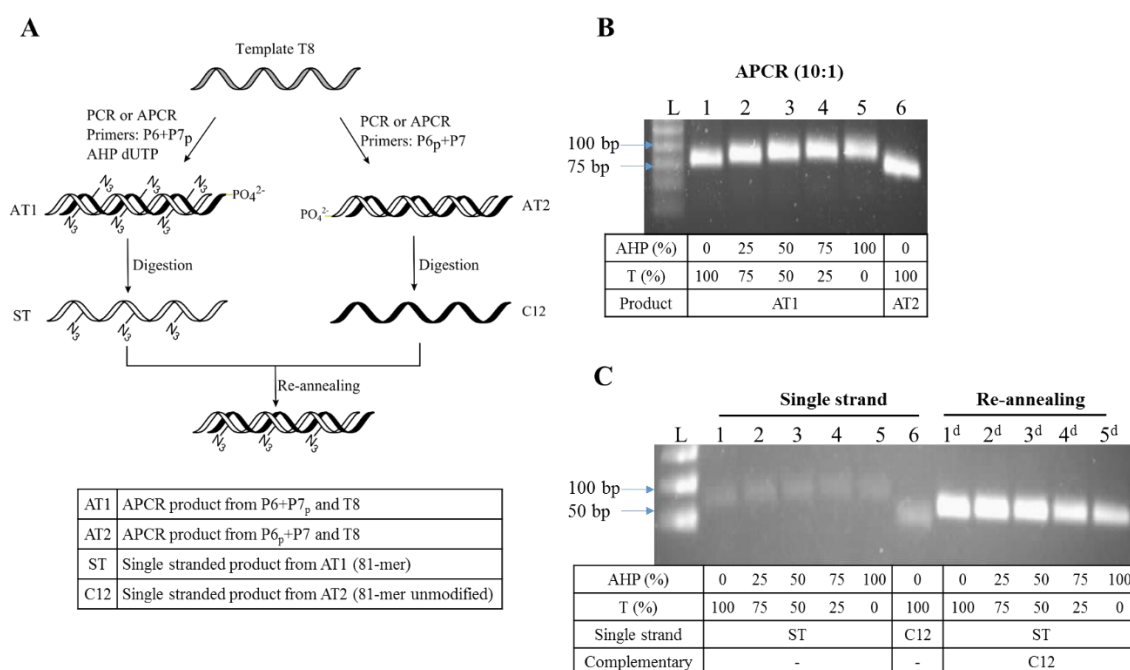 A
Template T8
PCR or APCR
Primers: P6+P7p
AHP dUTP
PCR or APCR
Primers: P6p+P7
N3 N3 N3
PO4 2-
AT1
N3 N3 N3
PO4 2-
AT2
Digestion
Digestion
ST
N3 N3 N3
C12
Re-annealing
N3 N3 N3
AT1 APCR product from P6+P7p and T8
AT2 APCR product from P6p+P7 and T8
ST Single stranded product from AT1 (81-mer)
C12 Single stranded product from AT2 (81-mer unmodified)
B
APCR (10:1)
L 1 2 3 4 5 6
100 bp
75 bp
AHP (%) 0 25 50 75 100 0
T (%) 100 75 50 25 0 100
Product AT1 AT2
C
Single strand Re-annealing
L 1 2 3 4 5 6 1d 2d 3d 4d 5d
100 bp
50 bp
AHP (%) 0 25 50 75 100 0 0 25 50 75 100
T (%) 100 75 50 25 0 100 100 75 50 25 0
Single strand ST C12 ST
Complementary - - C12